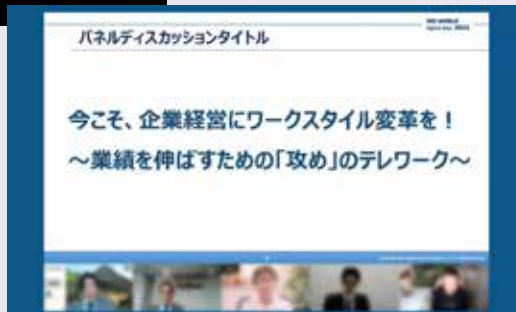 パネルディスカッションタイトル
今こそ、企業経営にワークスタイル変革を！
～業績を伸ばすための「攻め」のテレワーク～